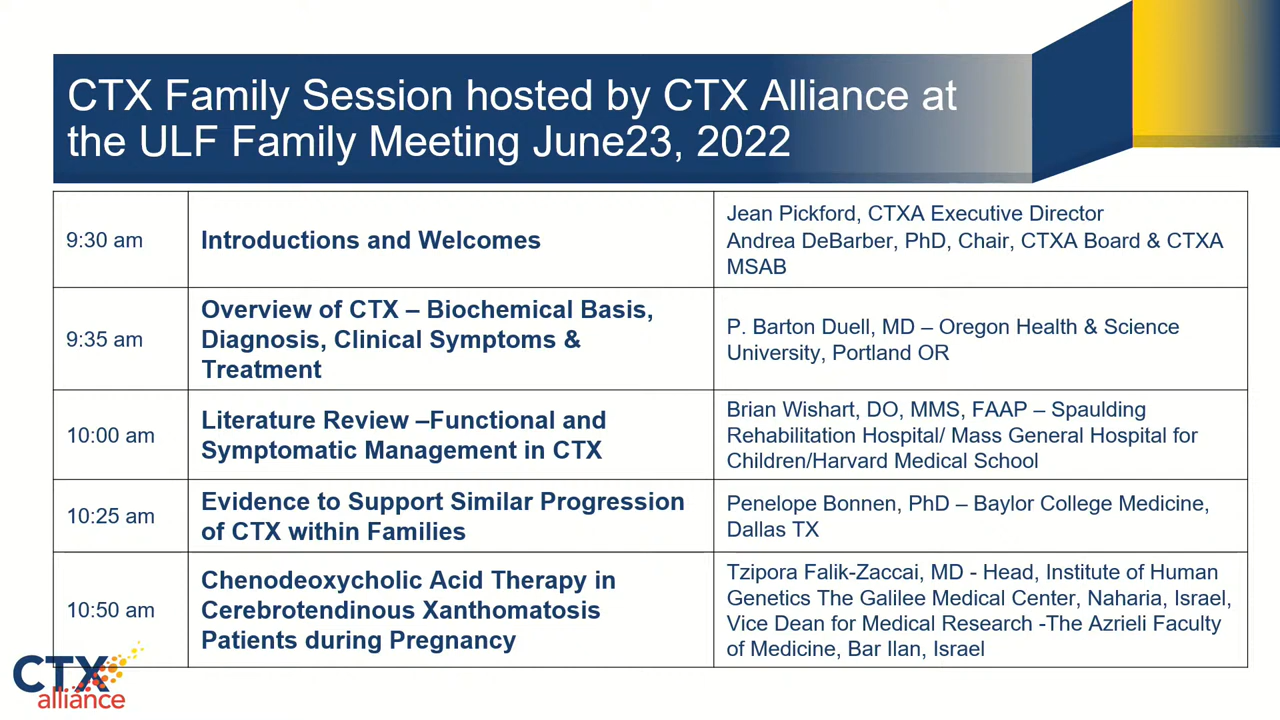 CTX Family Session hosted by CTX Alliance at
the ULF Family Meeting June23, 2022
9:30 am
Introductions and Welcomes
Jean Pickford, CTXA Executive Director
Andrea DeBarber, PhD, Chair, CTXA Board & CTXA
MSAB
9:35 am
Overview of CTX – Biochemical Basis,
Diagnosis, Clinical Symptoms &
Treatment
P. Barton Duell, MD – Oregon Health & Science
University, Portland OR
10:00 am
Literature Review –Functional and
Symptomatic Management in CTX
Brian Wishart, DO, MMS, FAAP – Spaulding
Rehabilitation Hospital/ Mass General Hospital for
Children/Harvard Medical School
10:25 am
Evidence to Support Similar Progression
of CTX within Families
Penelope Bonnen, PhD – Baylor College Medicine,
Dallas TX
10:50 am
Chenodeoxycholic Acid Therapy in
Cerebrotendinous Xanthomatosis
Patients during Pregnancy
Tzipora Falik-Zaccai, MD - Head, Institute of Human
Genetics The Galilee Medical Center, Naharia, Israel,
Vice Dean for Medical Research -The Azrieli Faculty
of Medicine, Bar Ilan, Israel
CTX
alliance